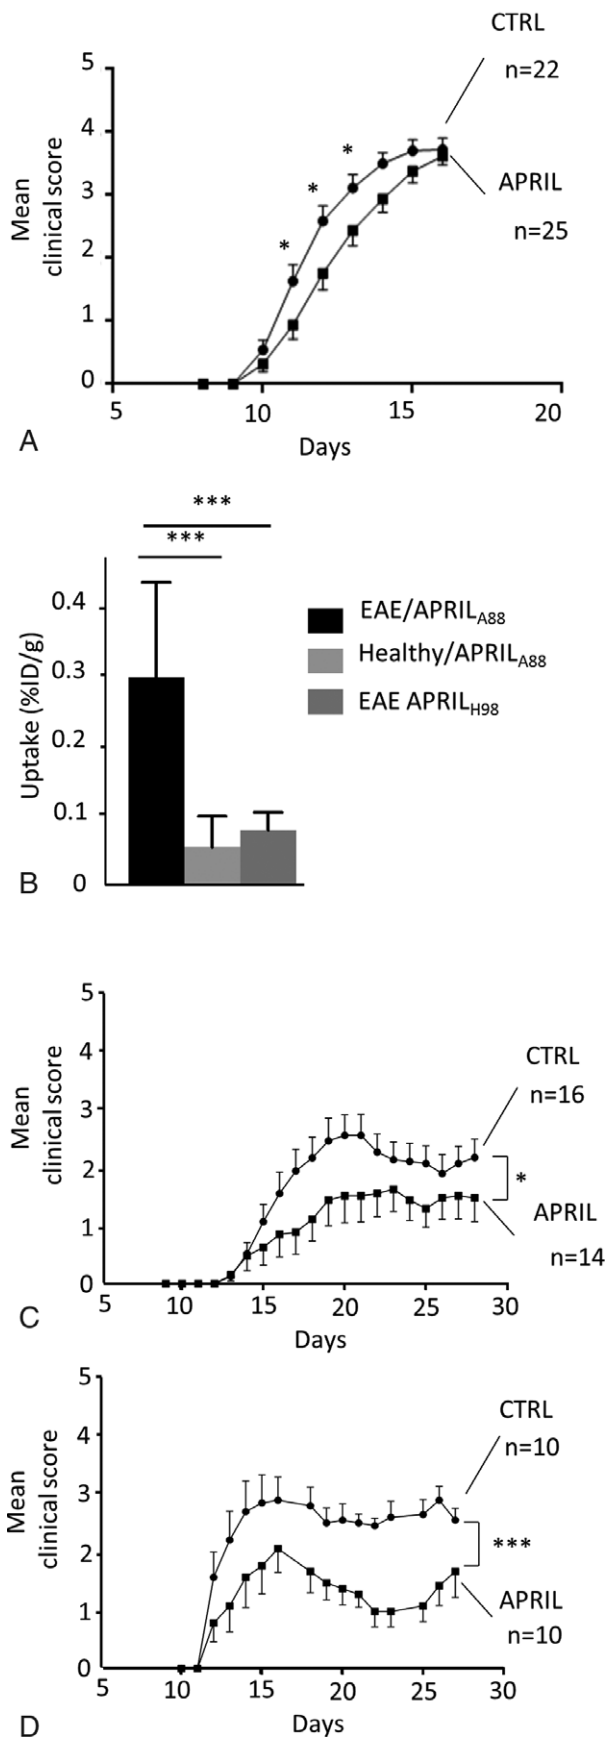 CTRL
n=22
5
4
3
2
1
0
Mean
clinical score
*
*
*
APRIL
n=25
5
10
15
20
Days
A
***
***
0.4
0.3
0.2
0.1
0
Uptake (%ID/g)
EAE/APRILA88
Healthy/APRILA88
EAE APRILH98
B
5
4
3
2
1
0
Mean
clinical score
CTRL
n=16
*
APRIL
n=14
5
10
15
20
25
30
Days
C
5
4
3
2
1
0
Mean
clinical score
CTRL
n=10
***
APRIL
n=10
5
10
15
20
25
30
Days
D